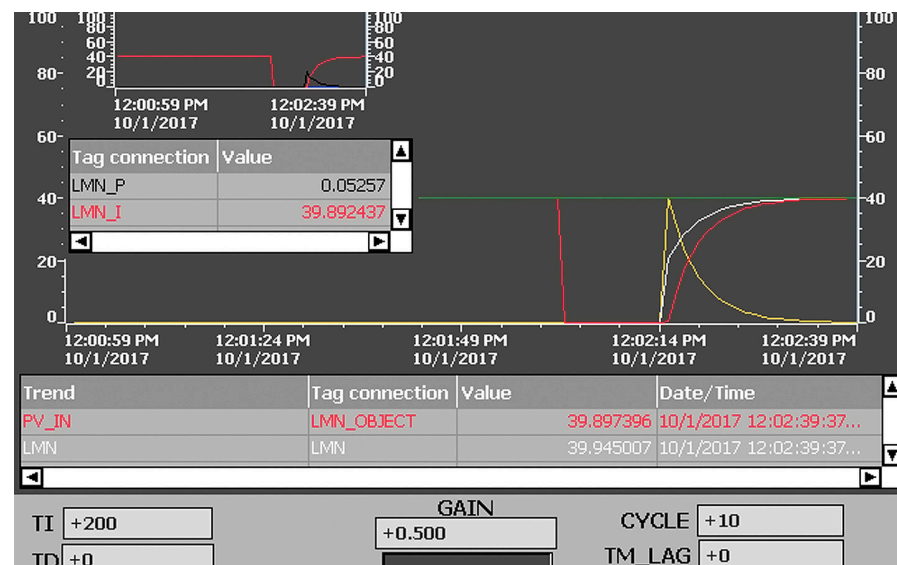 100 100 100 100
80 80
60 60
80 40 40 80
20 20
0 0
12:00:59 PM 12:02:39 PM
10/1/2017 10/1/2017
60 60
Tag connection Value
LMN_P 0.05257
40 40
LMN_I 39.892437
20 20
0 0
12:00:59 PM 12:01:24 PM 12:01:49 PM 12:02:14 PM 12:02:39 PM
10/1/2017 10/1/2017 10/1/2017 10/1/2017 10/1/2017
Trend Tag connection Value Date/Time
PV_IN LMN_OBJECT 39.897396 10/1/2017 12:02:39:37...
LMN LMN 39.945007 10/1/2017 12:02:39:37...
GAIN
TI +200 +0.500 CYCLE +10
TD +0 TM_LAG +0